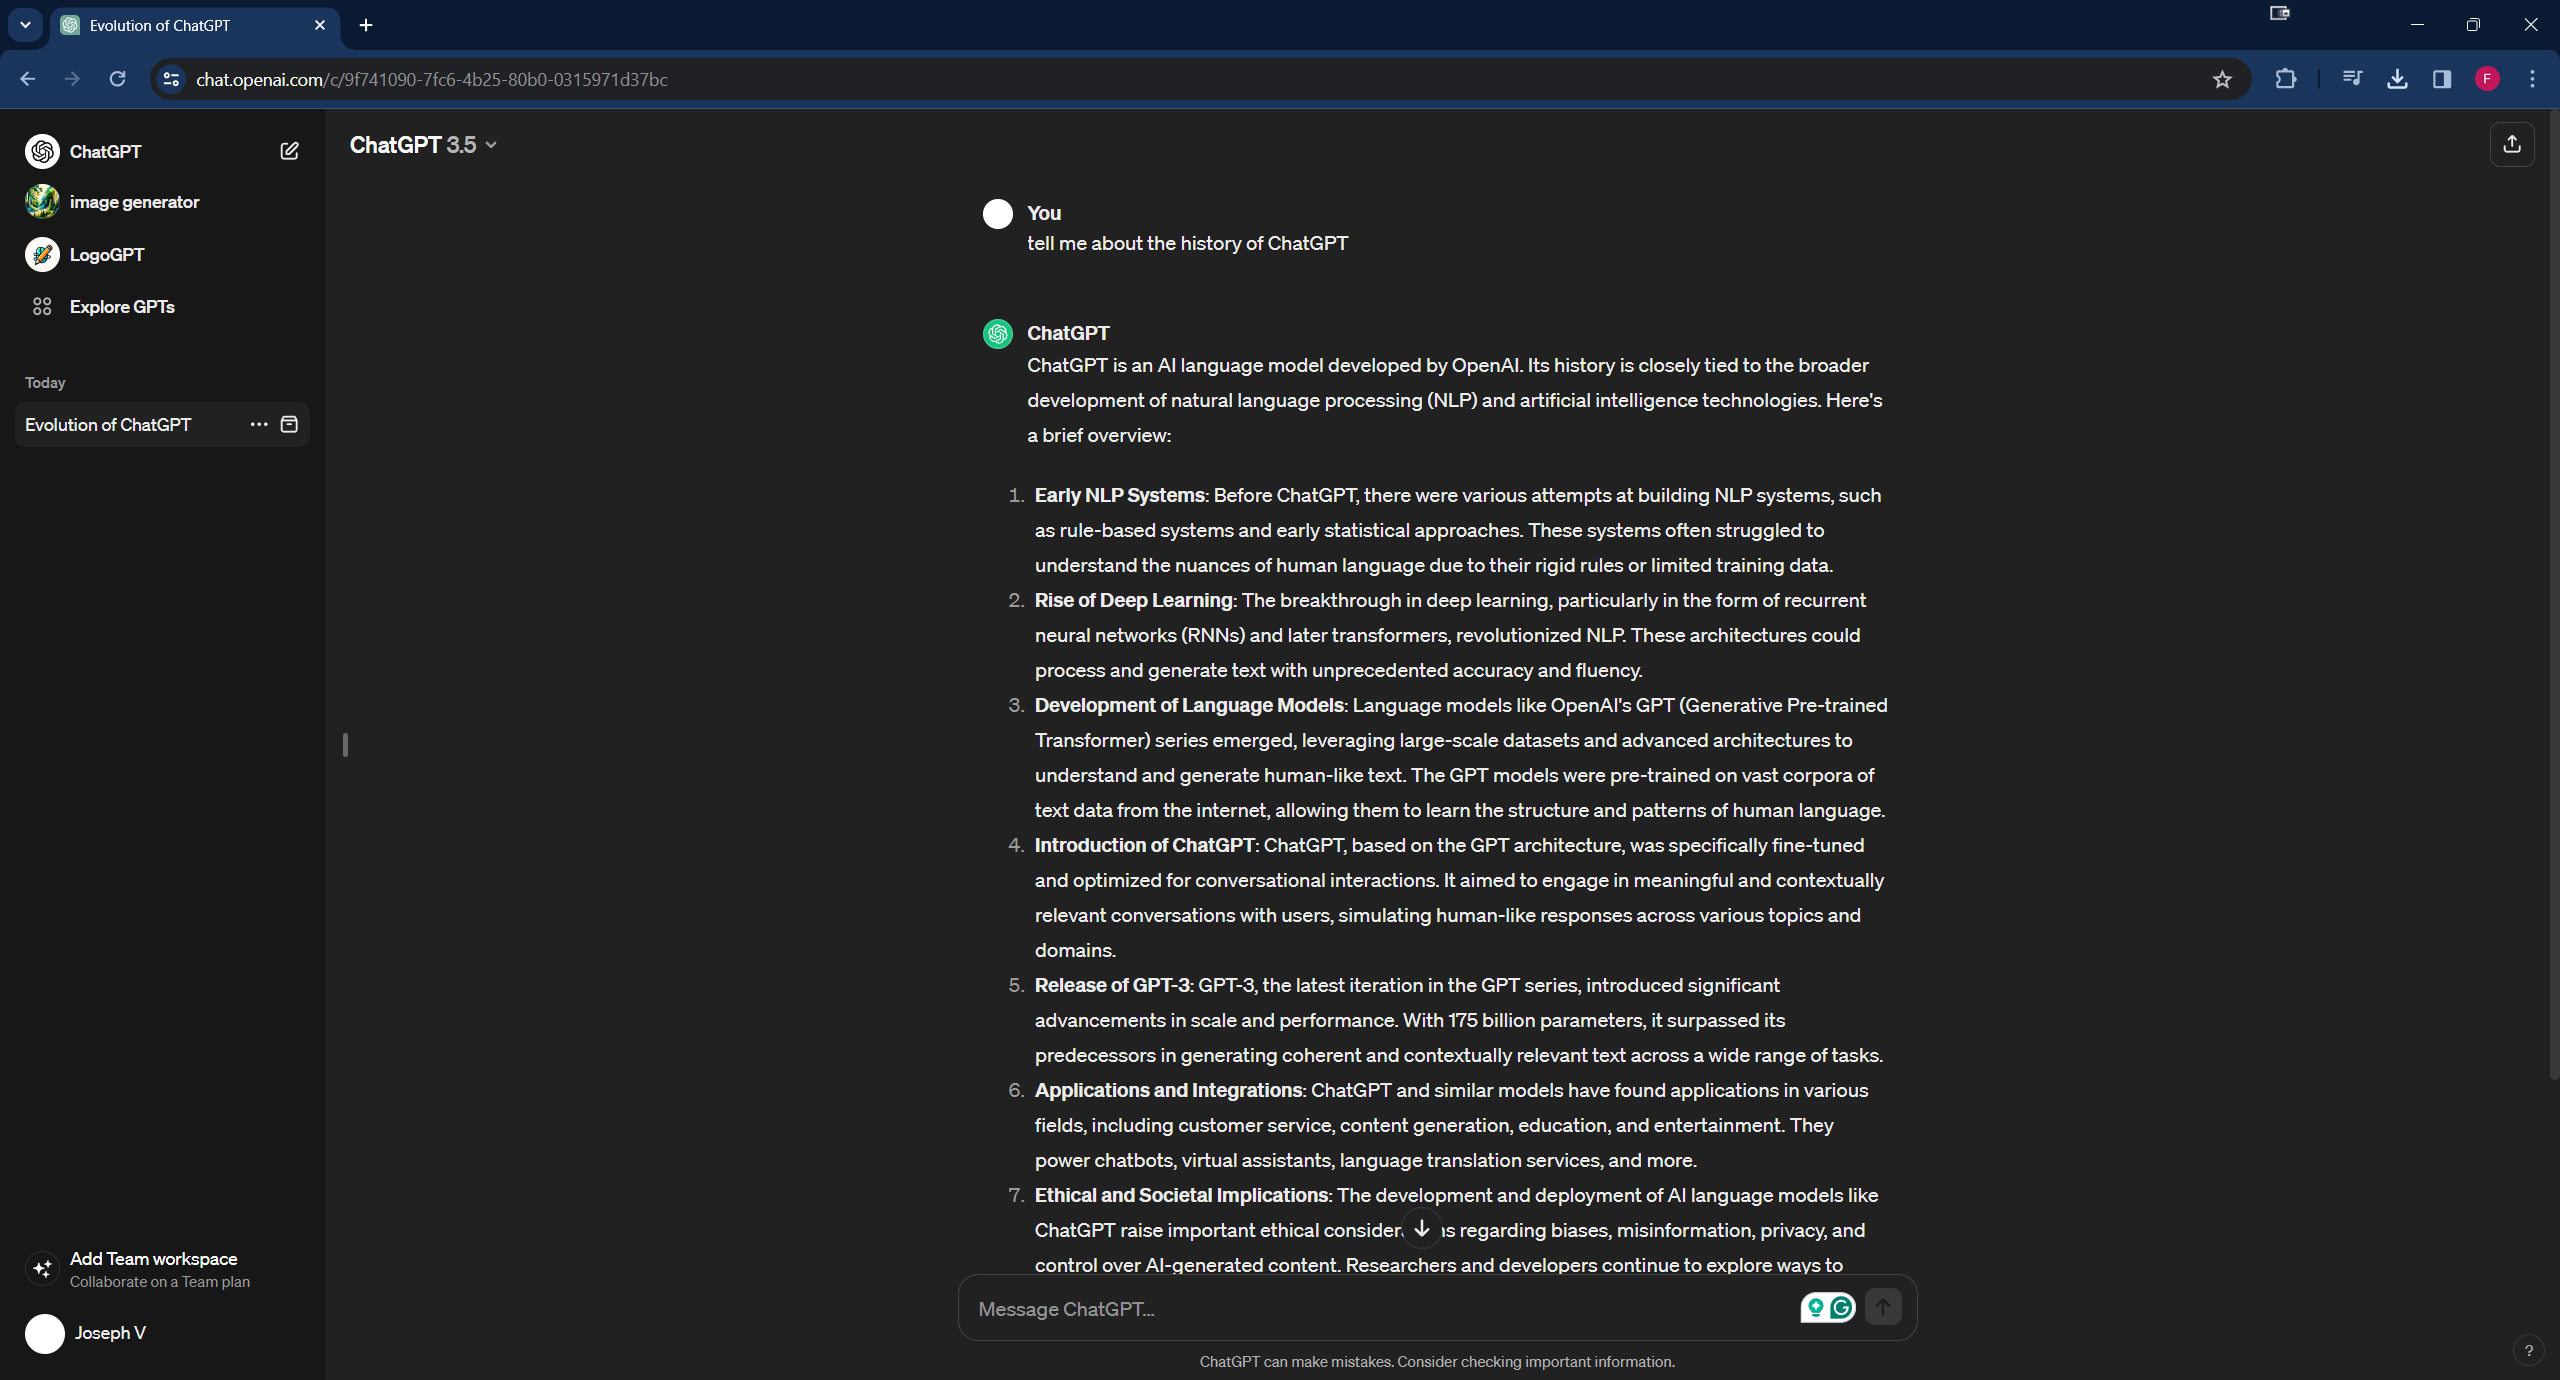 Evolution of ChatGPT
chat.openai.com/c/9f741090-7fc6-4b25-80b0-0315971d37bc
F
ChatGPT
image generator
LogoGPT
Explore GPTs
Today
Evolution of ChatGPT
Add Team workspace
Collaborate on a Team plan
Joseph V
ChatGPT 3.5
You
tell me about the history of ChatGPT
ChatGPT
ChatGPT is an AI language model developed by OpenAI. Its history is closely tied to the broader
development of natural language processing (NLP) and artificial intelligence technologies. Here's
a brief overview:
1. Early NLP Systems: Before ChatGPT, there were various attempts at building NLP systems, such
as rule-based systems and early statistical approaches. These systems often struggled to
understand the nuances of human language due to their rigid rules or limited training data.
2. Rise of Deep Learning: The breakthrough in deep learning, particularly in the form of recurrent
neural networks (RNNs) and later transformers, revolutionized NLP. These architectures could
process and generate text with unprecedented accuracy and fluency.
3. Development of Language Models: Language models like OpenAI's GPT (Generative Pre-trained
Transformer) series emerged, leveraging large-scale datasets and advanced architectures to
understand and generate human-like text. The GPT models were pre-trained on vast corpora of
text data from the internet, allowing them to learn the structure and patterns of human language.
4. Introduction of ChatGPT: ChatGPT, based on the GPT architecture, was specifically fine-tuned
and optimized for conversational interactions. It aimed to engage in meaningful and contextually
relevant conversations with users, simulating human-like responses across various topics and
domains.
5. Release of GPT-3: GPT-3, the latest iteration in the GPT series, introduced significant
advancements in scale and performance. With 175 billion parameters, it surpassed its
predecessors in generating coherent and contextually relevant text across a wide range of tasks.
6. Applications and Integrations: ChatGPT and similar models have found applications in various
fields, including customer service, content generation, education, and entertainment. They
power chatbots, virtual assistants, language translation services, and more.
7. Ethical and Societal Implications: The development and deployment of AI language models like
ChatGPT raise important ethical regarding biases, misinformation, privacy, and
control over AI-generated content. Researchers and developers continue to explore ways to
Message ChatGPT...
ChatGPT can make mistakes. Consider checking important information.
?